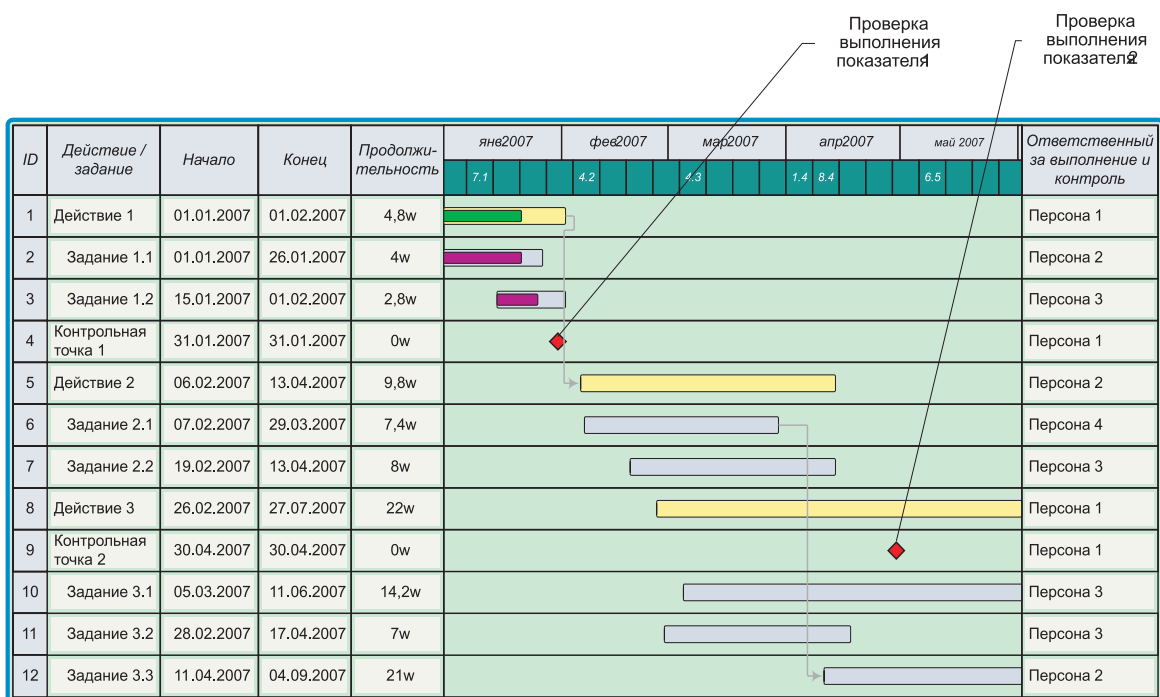 Проверка
выполнения
показателя1
Проверка
выполнения
показателя2
ID Действие / задание Начало Конец Продолжи-тельность янв2007 фев2007 мар2007 апр2007 май 2007 Ответственный за выполнение и контроль
7.1 4.2 4.3 1.4 8.4 6.5
1 Действие 1 01.01.2007 01.02.2007 4,8w Персона 1
2 Задание 1.1 01.01.2007 26.01.2007 4w Персона 2
3 Задание 1.2 15.01.2007 01.02.2007 2,8w Персона 3
4 Контрольная точка 1 31.01.2007 31.01.2007 0w Персона 1
5 Действие 2 06.02.2007 13.04.2007 9,8w Персона 2
6 Задание 2.1 07.02.2007 29.03.2007 7,4w Персона 4
7 Задание 2.2 19.02.2007 13.04.2007 8w Персона 3
8 Действие 3 26.02.2007 27.07.2007 22w Персона 1
9 Контрольная точка 2 30.04.2007 30.04.2007 0w Персона 1
10 Задание 3.1 05.03.2007 11.06.2007 14,2w Персона 3
11 Задание 3.2 28.02.2007 17.04.2007 7w Персона 3
12 Задание 3.3 11.04.2007 04.09.2007 21w Персона 2